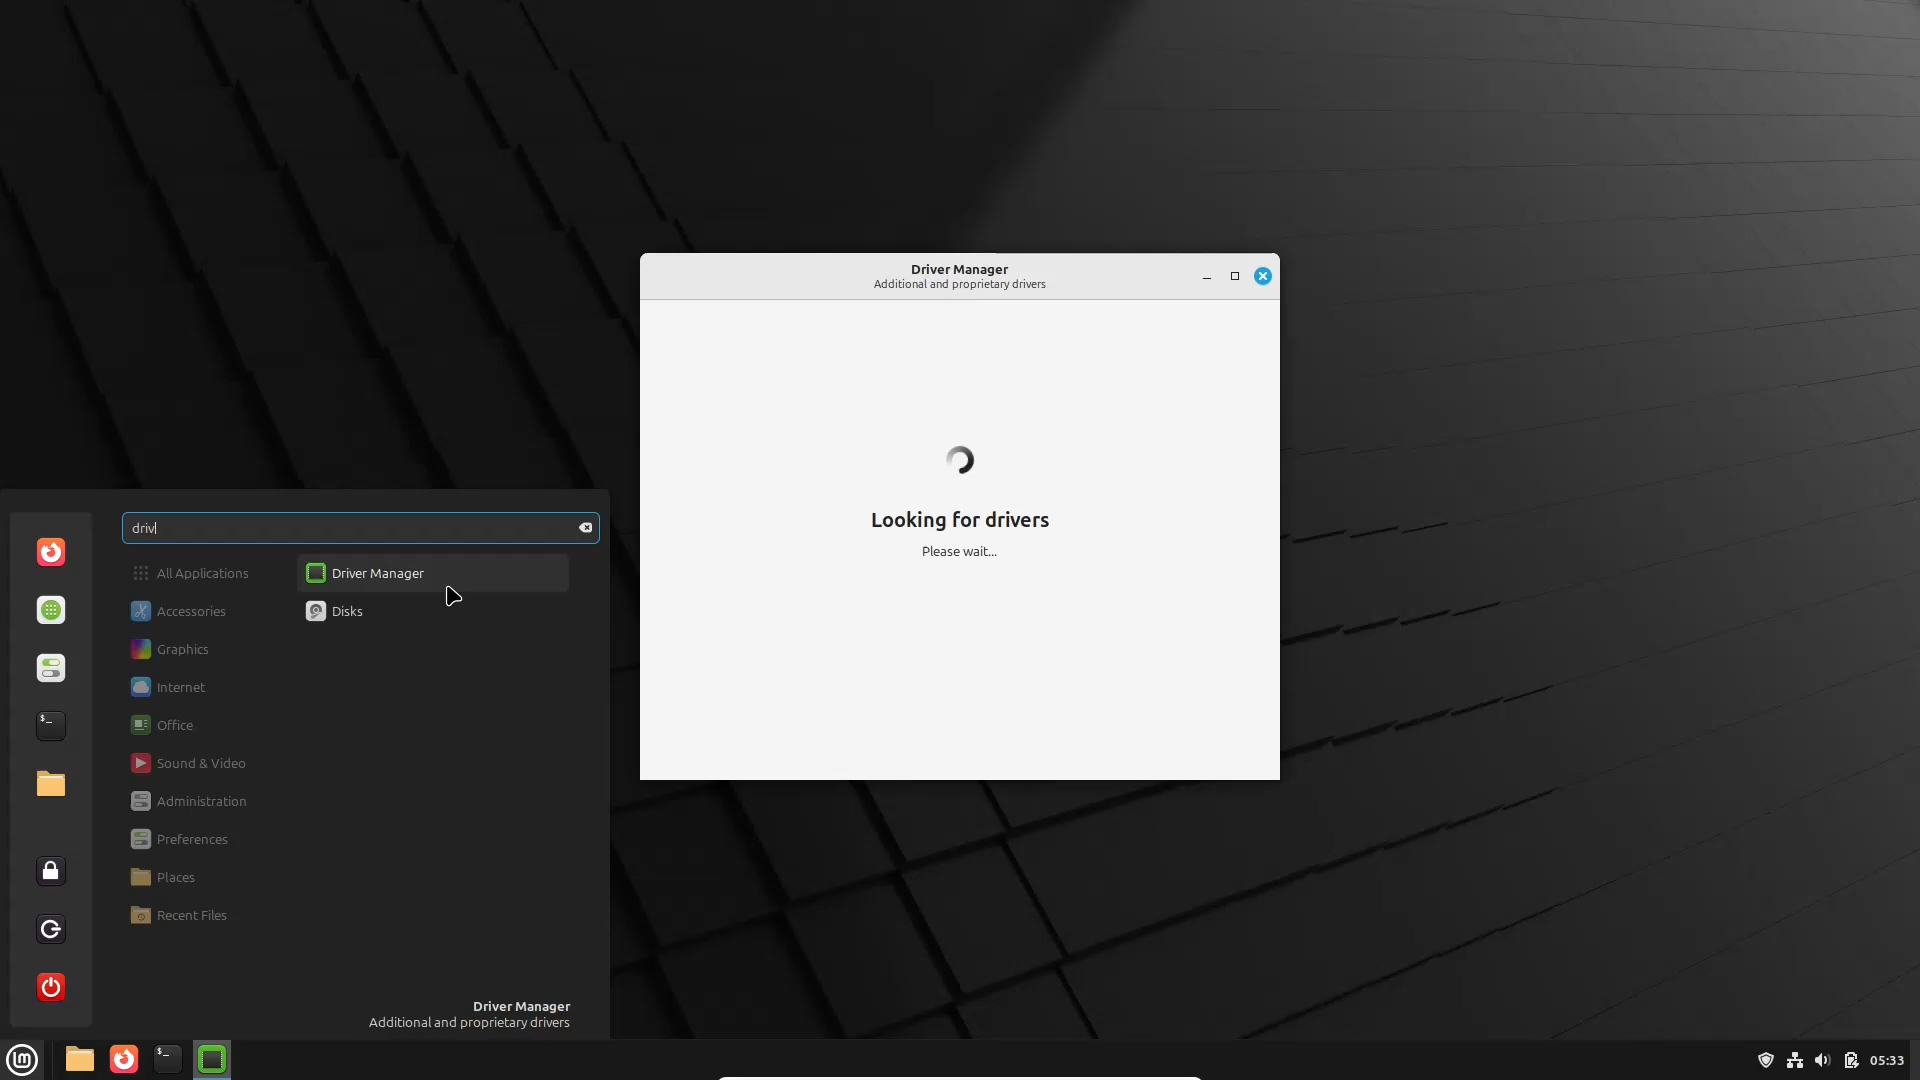 Driver Manager
Additional and proprietary drivers
Looking for drivers
Please wait...
driv
All Applications
Driver Manager
Accessories
Disks
Graphics
Internet
Office
Sound & Video
Administration
Preferences
Places
Recent Files
Driver Manager
Additional and proprietary drivers
$_
$_
lm
05:33